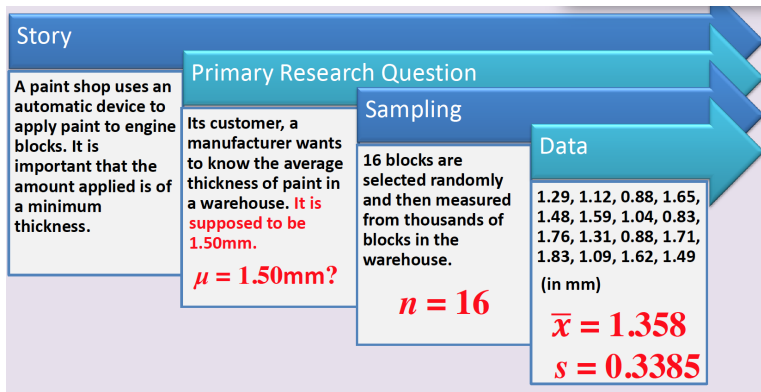 Story
A paint shop uses an
automatic device to
apply paint to engine
blocks. It is
important that the
amount applied is of
a minimum
thickness.
Primary Research Question
Its customer, a
manufacturer wants
to know the average
thickness of paint in
a warehouse. It is
supposed to be
1.50mm.
μ = 1.50mm?
Sampling
16 blocks are
selected randomly
and then measured
from thousands of
blocks in the
warehouse.
n = 16
Data
1.29, 1.12, 0.88, 1.65,
1.48, 1.59, 1.04, 0.83,
1.76, 1.31, 0.88, 1.71,
1.83, 1.09, 1.62, 1.49
(in mm)
x̅ = 1.358
s = 0.3385